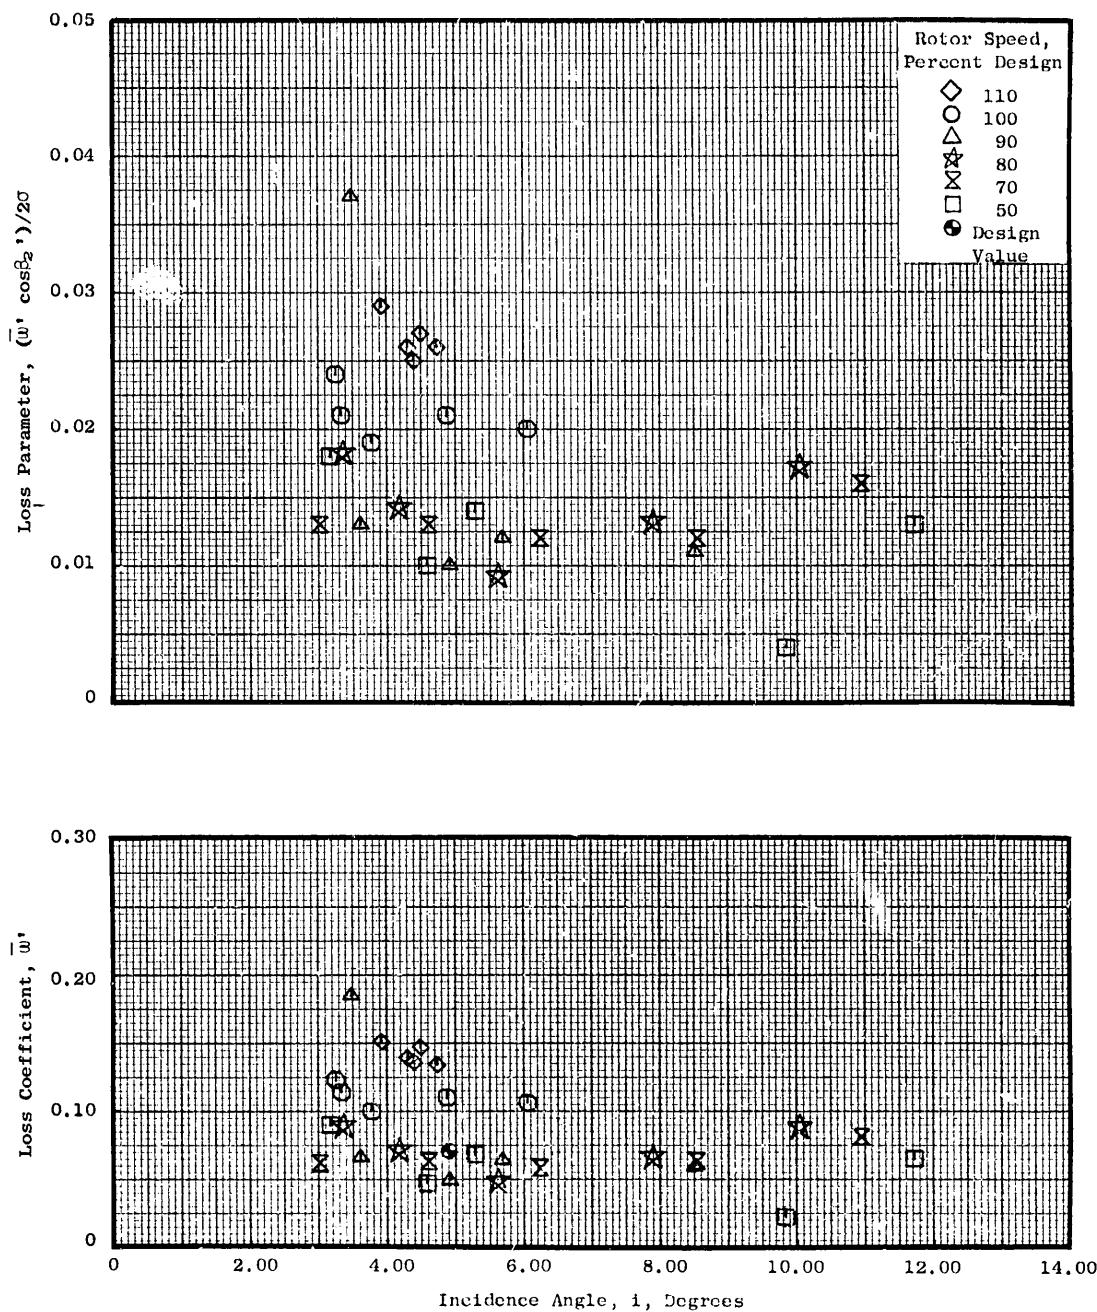 0.05
Rotor Speed,
Percent Design
110
100
90
80
70
50
Design
Value
0.04
0.03
0.02
0.01
0
Loss Parameter, (ω̅' cosβ₂')/2σ
0.30
0.20
0.10
0
Loss Coefficient, ω̅'
0 2.00 4.00 6.00 8.00 10.00 12.00 14.00
Incidence Angle, i, Degrees